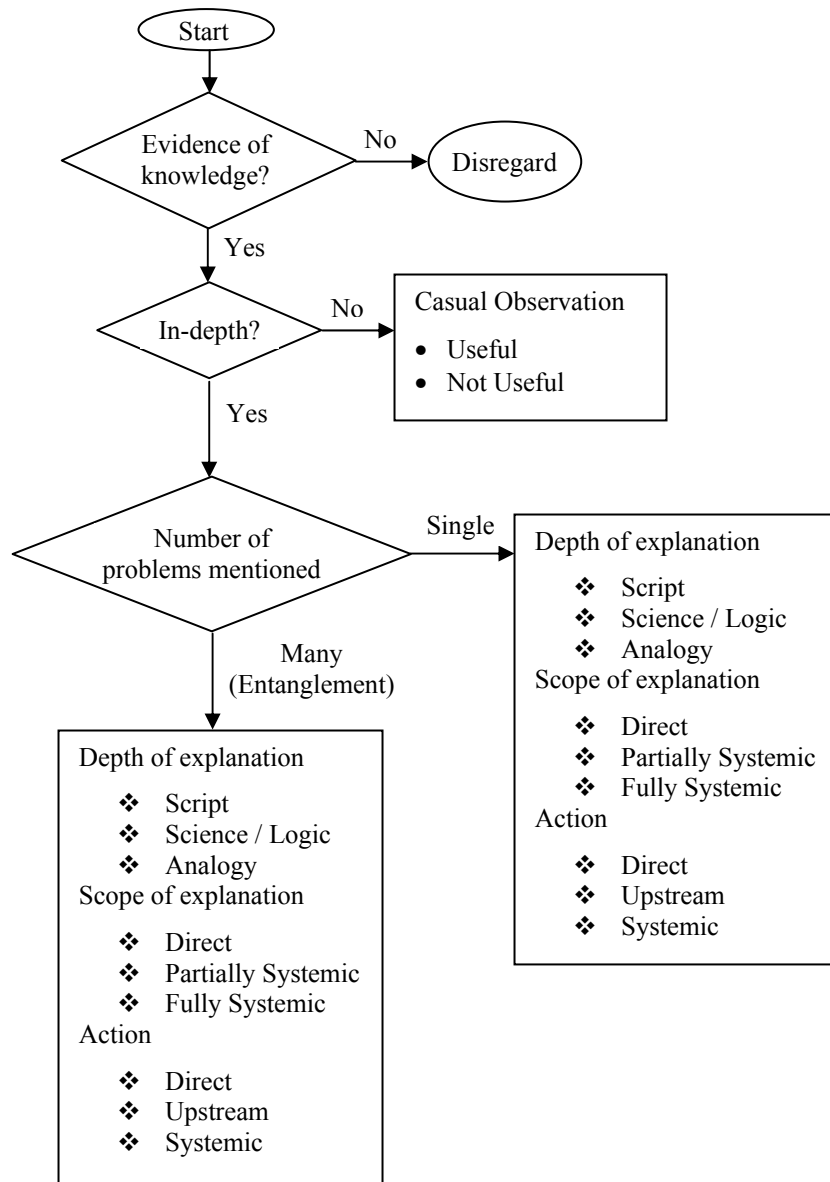 Start
Evidence of
knowledge?
No
Disregard
Yes
In-depth?
No
Casual Observation
• Useful
• Not Useful
Yes
Number of
problems mentioned
Single
Depth of explanation
❖ Script
❖ Science / Logic
❖ Analogy
Scope of explanation
❖ Direct
❖ Partially Systemic
❖ Fully Systemic
Action
❖ Direct
❖ Upstream
❖ Systemic
Many
(Entanglement)
Depth of explanation
❖ Script
❖ Science / Logic
❖ Analogy
Scope of explanation
❖ Direct
❖ Partially Systemic
❖ Fully Systemic
Action
❖ Direct
❖ Upstream
❖ Systemic